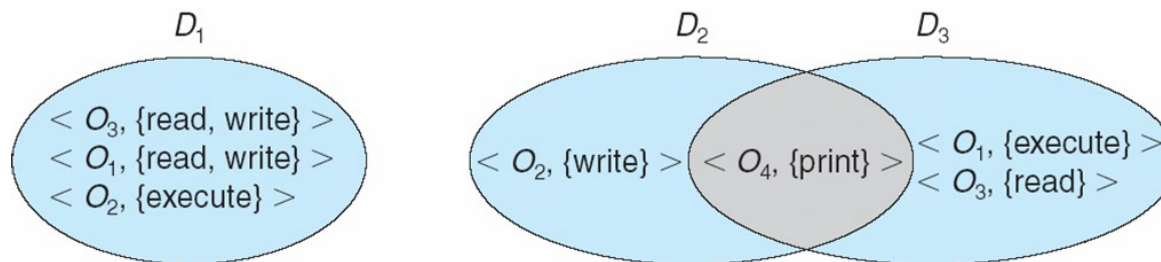 D₁
< O₃, {read, write} >
< O₁, {read, write} >
< O₂, {execute} >
D₂
D₃
< O₂, {write} >
< O₄, {print} >
< O₁, {execute} >
< O₃, {read} >